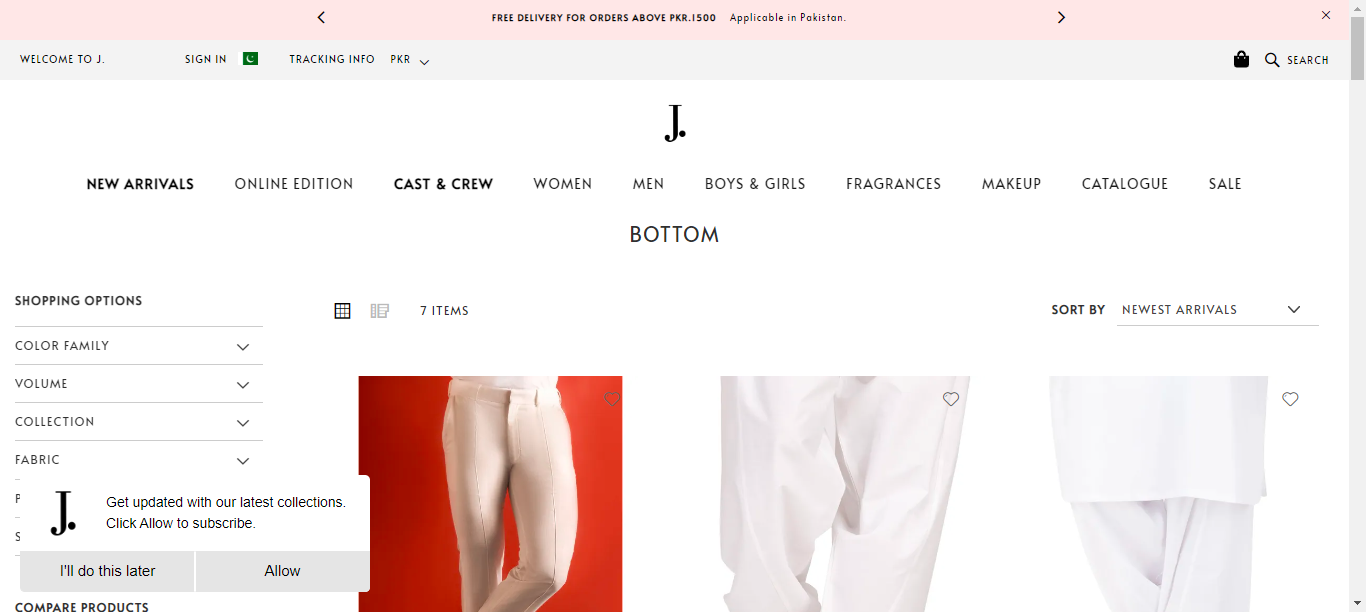 FREE DELIVERY FOR ORDERS ABOVE PKR.1500 Applicable in Pakistan.
WELCOME TO J. SIGN IN TRACKING INFO PKR SEARCH
J.
NEW ARRIVALS ONLINE EDITION CAST & CREW WOMEN MEN BOYS & GIRLS FRAGRANCES MAKEUP CATALOGUE SALE
BOTTOM
SHOPPING OPTIONS
7 ITEMS
SORT BY NEWEST ARRIVALS
COLOR FAMILY
VOLUME
COLLECTION
FABRIC
P
S
J.
Get updated with our latest collections.
Click Allow to subscribe.
I'll do this later
Allow
COMPARE PRODUCTS